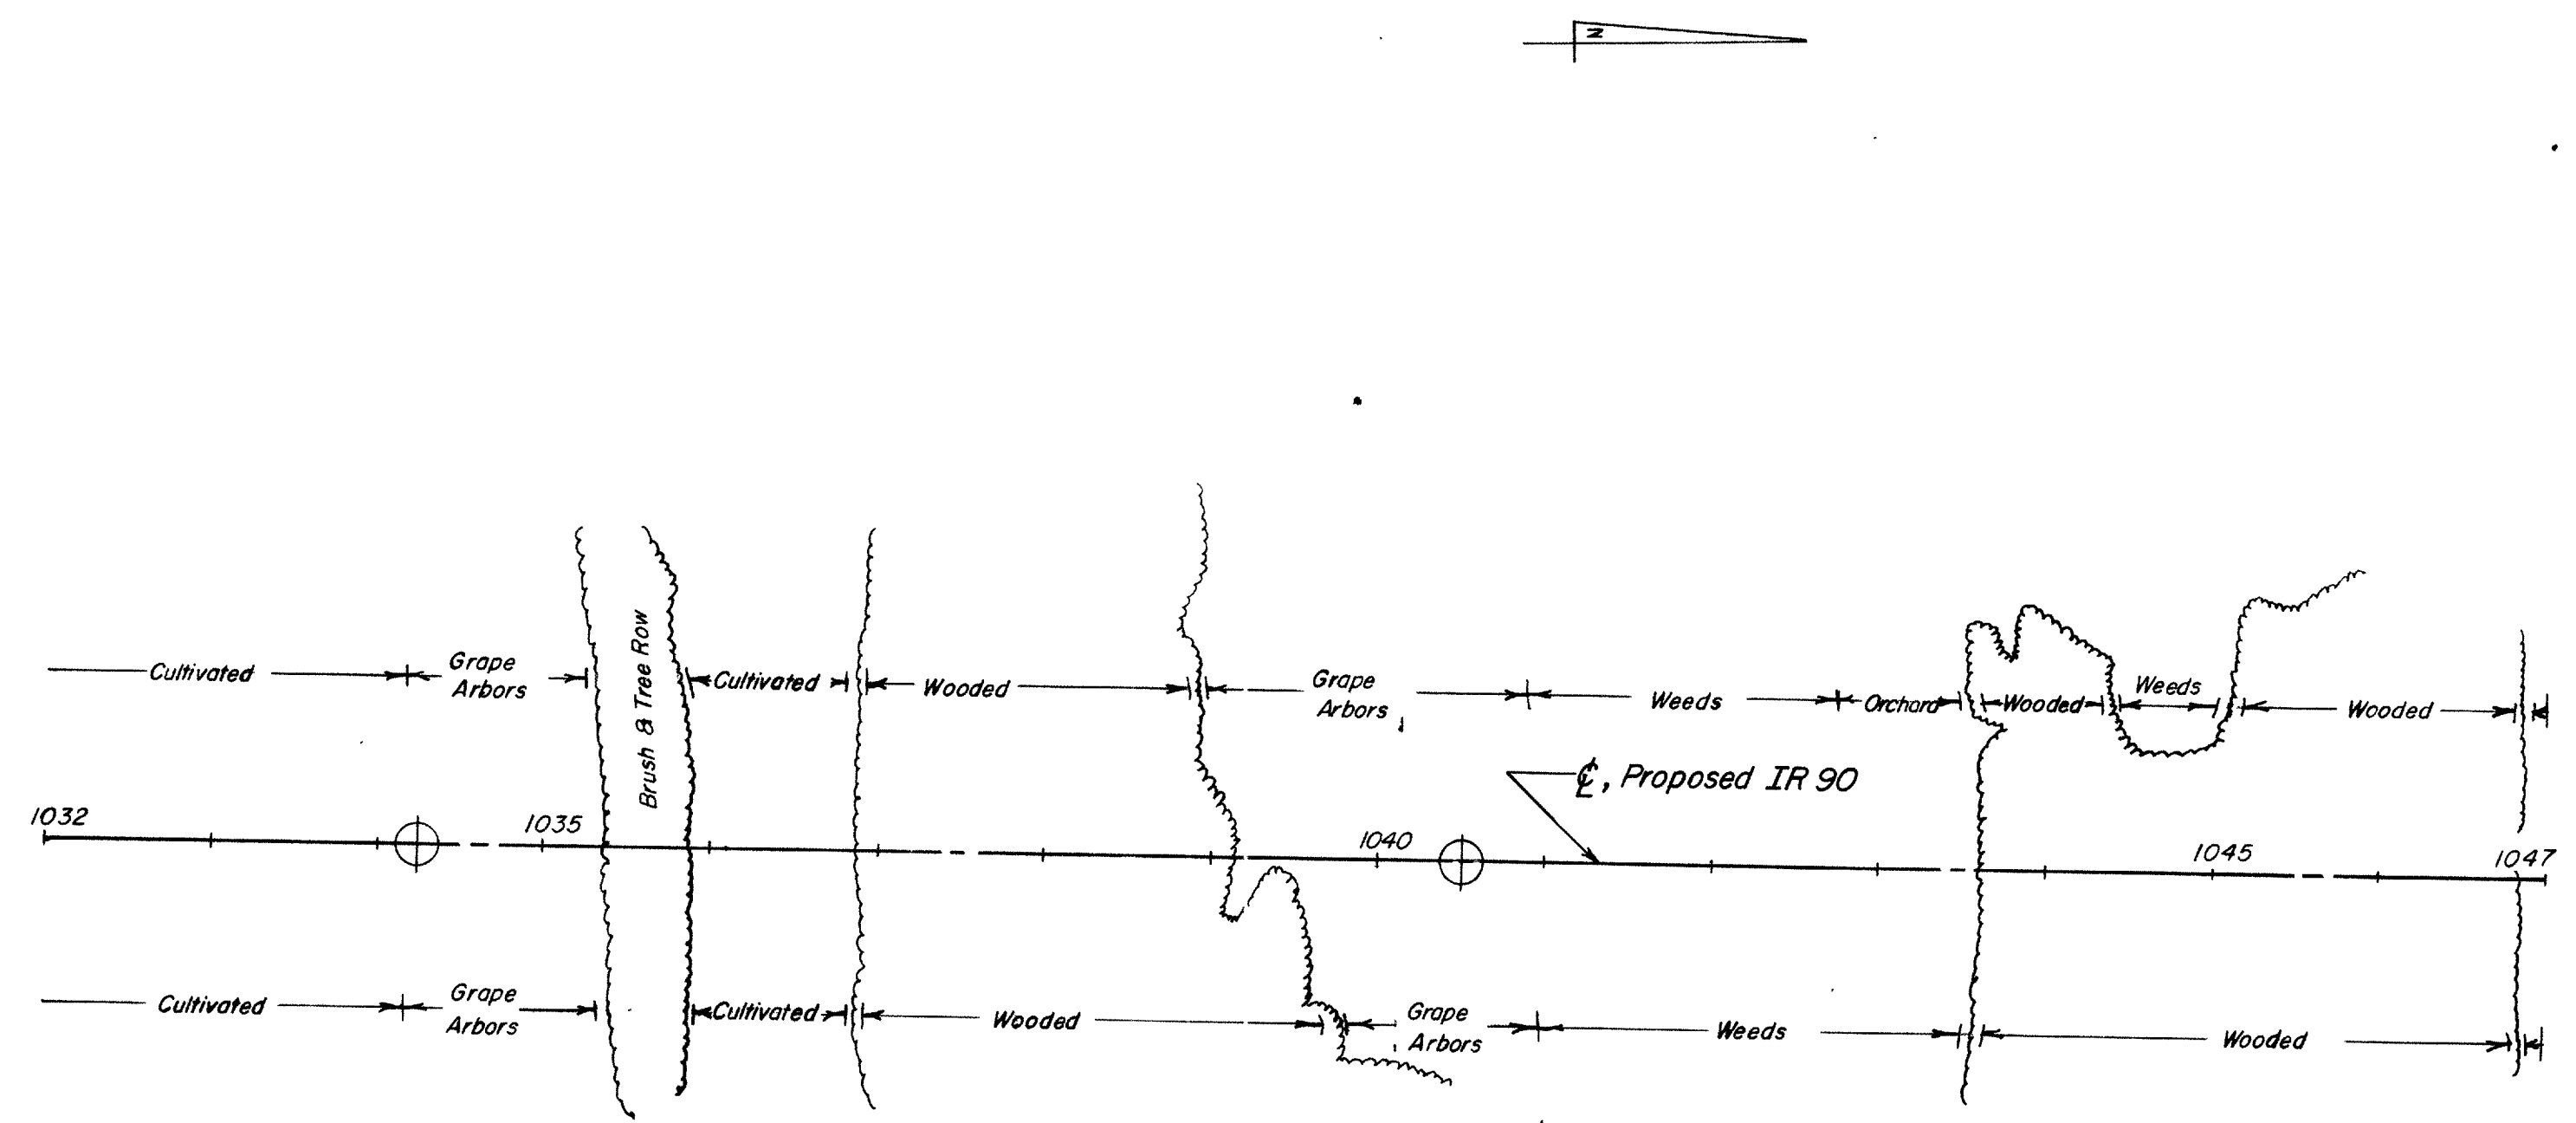 N
Brush & Tree Row
Cultivated
Grape
Arbors
Cultivated
Wooded
Grape
Arbors
Weeds
Orchard
Wooded
Weeds
Wooded
℄, Proposed IR 90
1032
1035
1040
1045
1047
Cultivated
Grape
Arbors
Cultivated
Wooded
Grape
Arbors
Weeds
Wooded